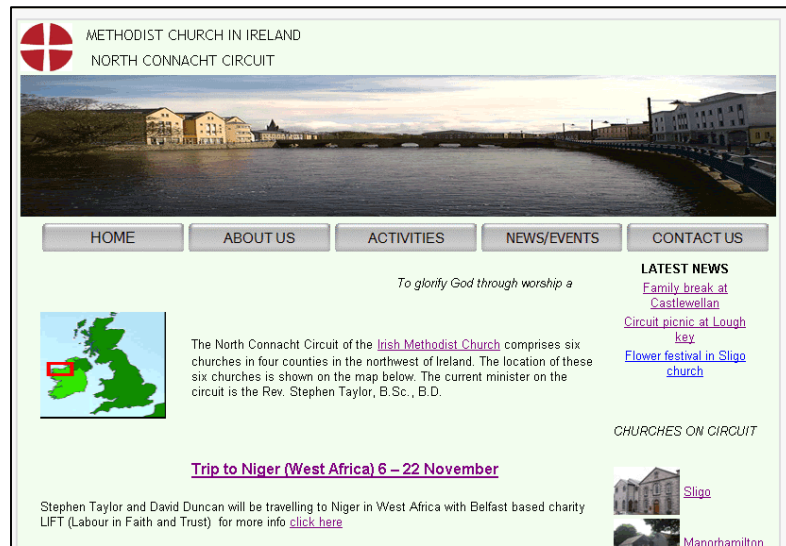 METHODIST CHURCH IN IRELAND
NORTH CONNACHT CIRCUIT
HOME ABOUT US ACTIVITIES NEWS/EVENTS CONTACT US
To glorify God through worship a
The North Connacht Circuit of the Irish Methodist Church comprises six
churches in four counties in the northwest of Ireland. The location of these
six churches is shown on the map below. The current minister on the
circuit is the Rev. Stephen Taylor, B.Sc., B.D.
Trip to Niger (West Africa) 6 – 22 November
Stephen Taylor and David Duncan will be travelling to Niger in West Africa with Belfast based charity
LIFT (Labour in Faith and Trust) for more info click here
LATEST NEWS
Family break at
Castlewellan
Circuit picnic at Lough
key
Flower festival in Sligo
church
CHURCHES ON CIRCUIT
Sligo
Manorhamilton